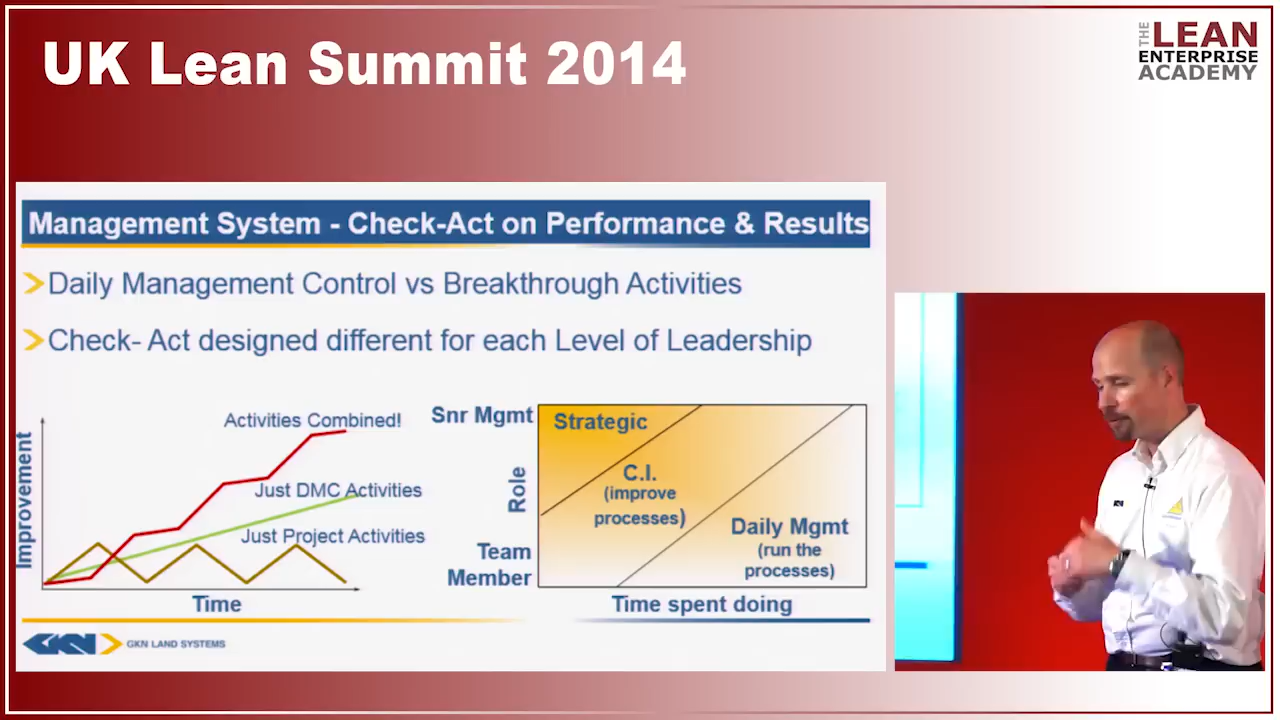 UK Lean Summit 2014
THE
LEAN
ENTERPRISE
ACADEMY
Management System - Check-Act on Performance & Results
Daily Management Control vs Breakthrough Activities
Check- Act designed different for each Level of Leadership
Activities Combined!
Just DMC Activities
Just Project Activities
Improvement
Time
Snr Mgmt
Role
Team
Member
Strategic
C.I.
(improve
processes)
Daily Mgmt
(run the
processes)
Time spent doing
GKN
GKN LAND SYSTEMS